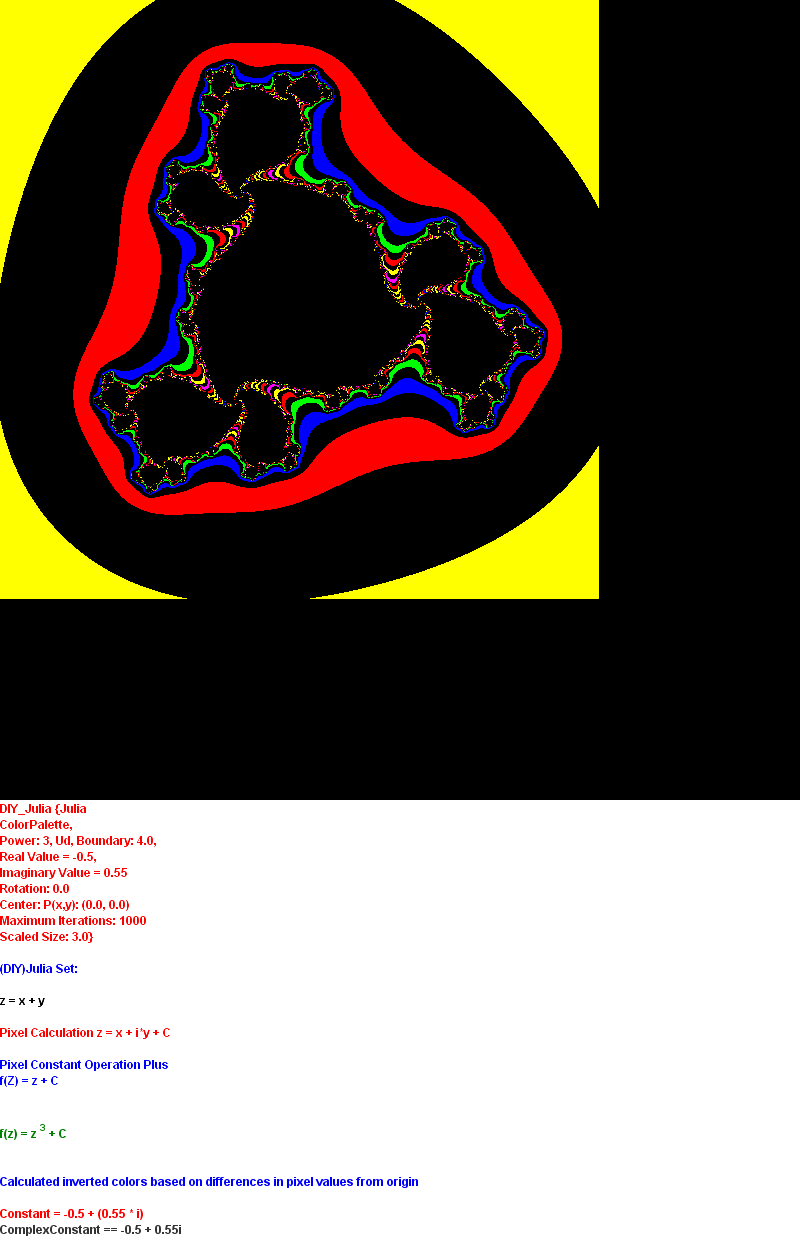 DIY_Julia {Julia
ColorPalette,
Power: 3, Ud, Boundary: 4.0,
Real Value = -0.5,
Imaginary Value = 0.55
Rotation: 0.0
Center: P(x,y): (0.0, 0.0)
Maximum Iterations: 1000
Scaled Size: 3.0}
(DIY)Julia Set:
z = x + y
Pixel Calculation z = x + i*y + C
Pixel Constant Operation Plus
f(Z) = z + C
f(z) = z 3 + C
Calculated inverted colors based on differences in pixel values from origin
Constant = -0.5 + (0.55 * i)
ComplexConstant == -0.5 + 0.55i